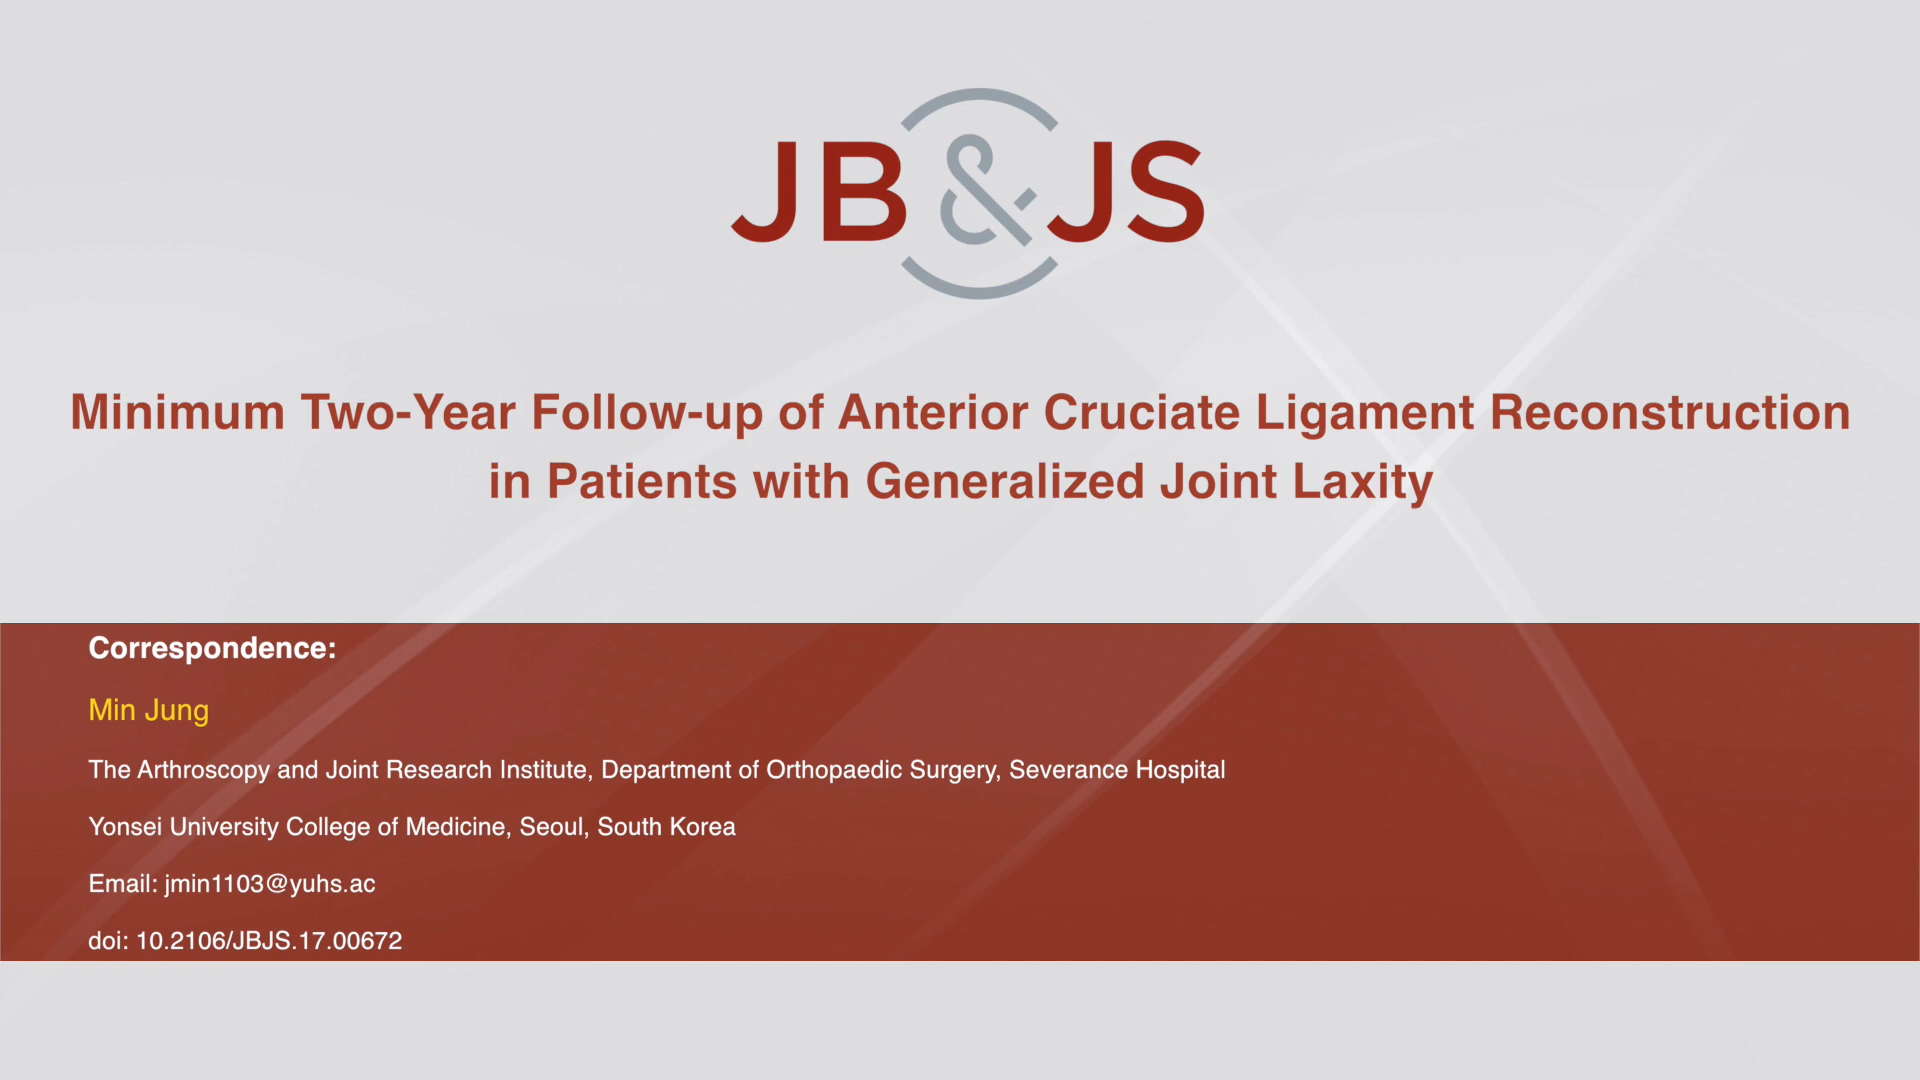 JB&JS
Minimum Two-Year Follow-up of Anterior Cruciate Ligament Reconstruction
in Patients with Generalized Joint Laxity
Correspondence:
Min Jung
The Arthroscopy and Joint Research Institute, Department of Orthopaedic Surgery, Severance Hospital
Yonsei University College of Medicine, Seoul, South Korea
Email: jmin1103@yuhs.ac
doi: 10.2106/JBJS.17.00672